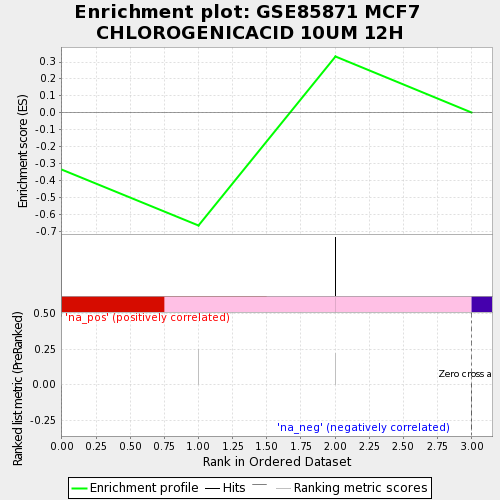 Enrichment plot: GSE85871 MCF7
CHLOROGENICACID 10UM 12H
Enrichment score (ES)
0.3
0.2
0.1
0.0
-0.1
-0.2
-0.3
-0.4
-0.5
-0.6
-0.7
Ranked list metric (PreRanked)
0.50
0.25
0.00
-0.25
'na_pos' (positively correlated)
Zero cross a
'na_neg' (negatively correlated)
0.00 0.25 0.50 0.75 1.00 1.25 1.50 1.75 2.00 2.25 2.50 2.75 3.00
Rank in Ordered Dataset
Enrichment profile Hits Ranking metric scores